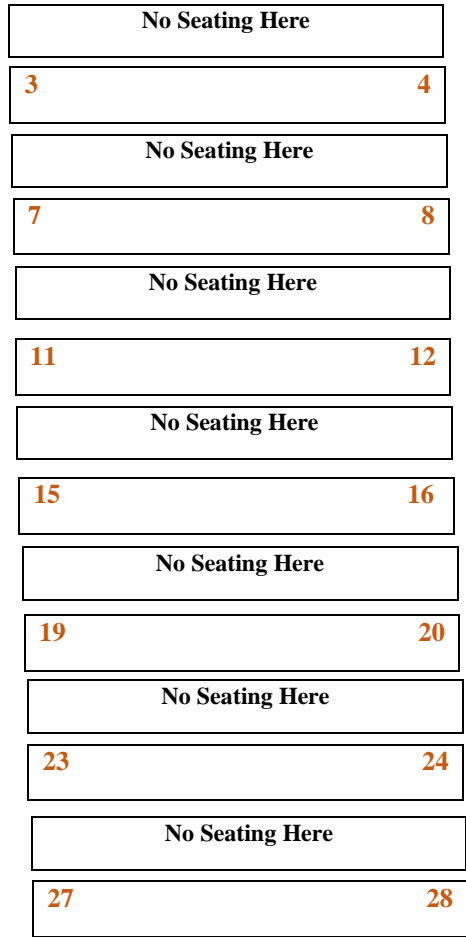 No Seating Here
3 4
No Seating Here
7 8
No Seating Here
11 12
No Seating Here
15 16
No Seating Here
19 20
No Seating Here
23 24
No Seating Here
27 28